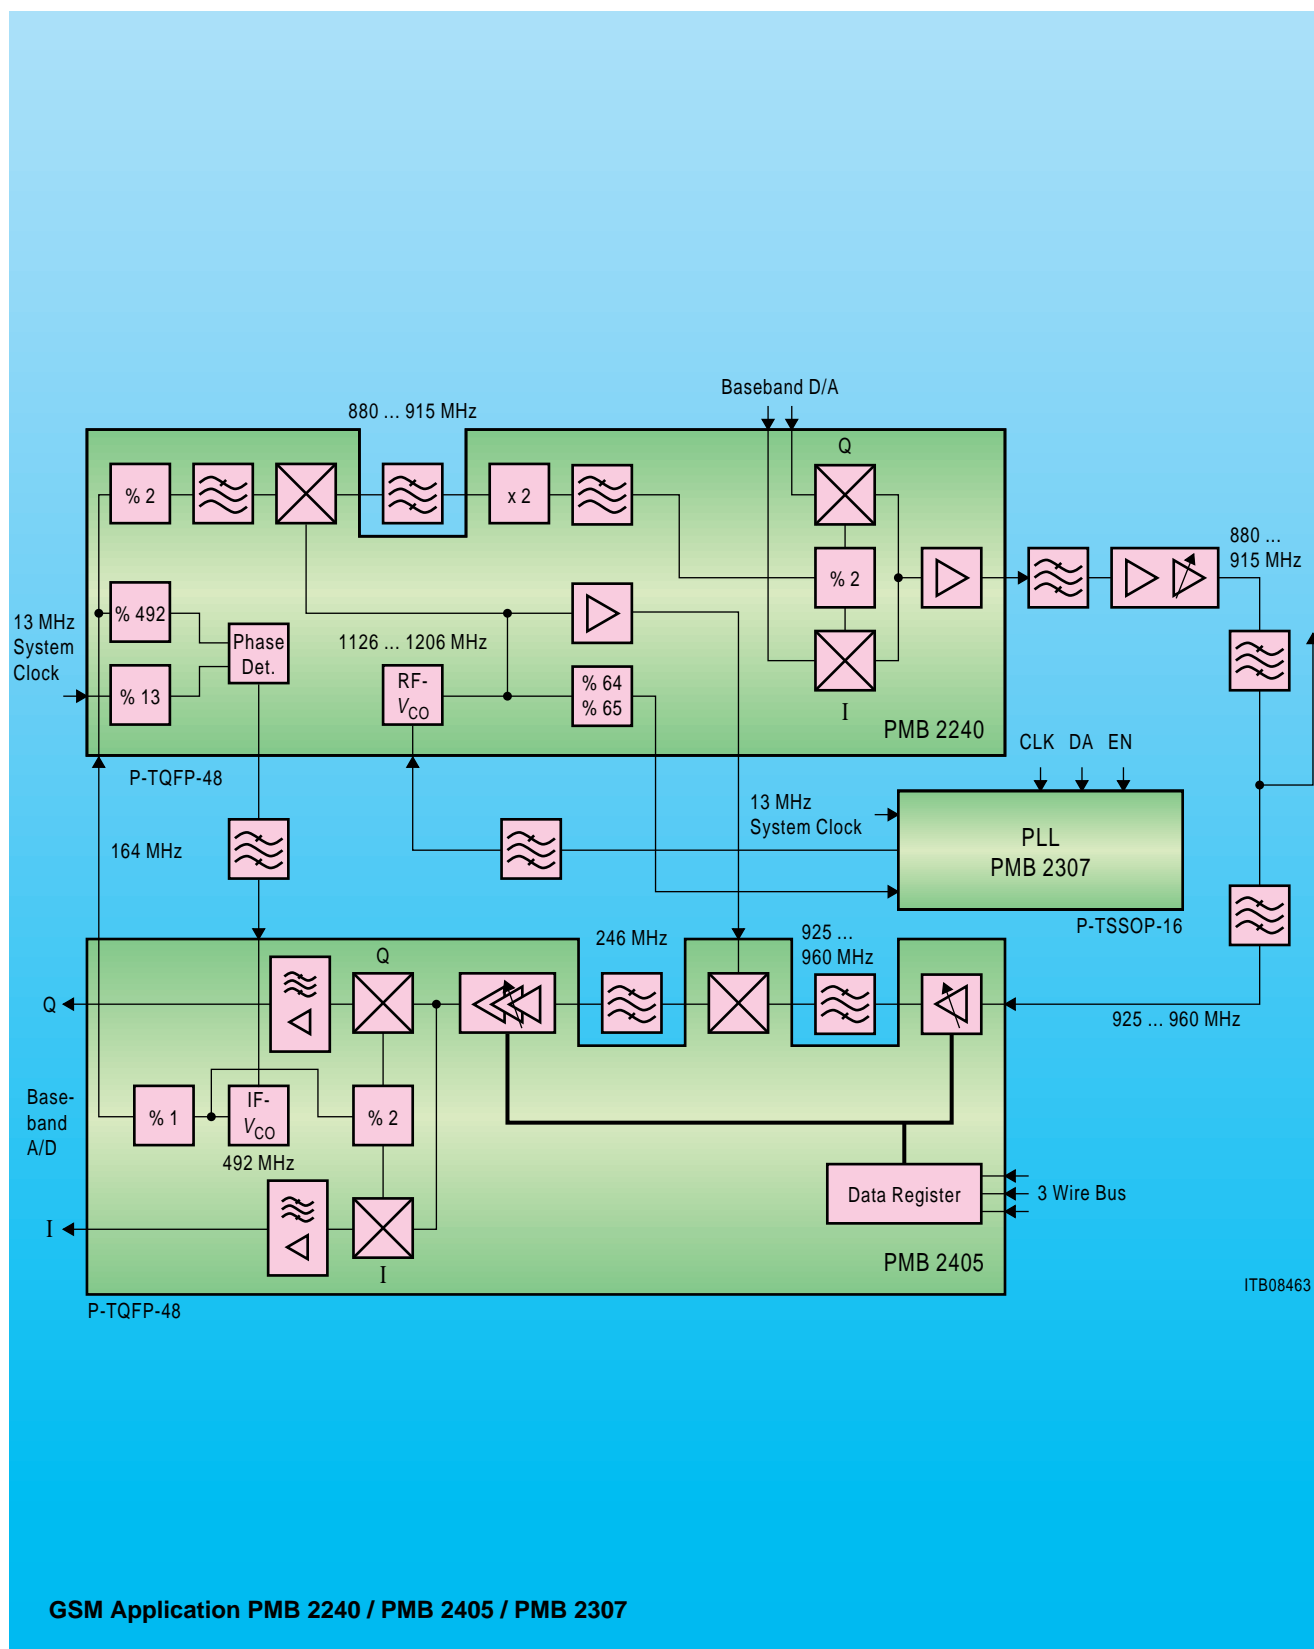 Baseband D/A
880 ... 915 MHz
Q
% 2
x 2
880 ...
915 MHz
% 2
% 492
13 MHz
System
Clock
Phase
Det.
1126 ... 1206 MHz
% 13
RF-
VCO
% 64
% 65
I
PMB 2240
CLK DA EN
P-TQFP-48
13 MHz
System Clock
PLL
PMB 2307
164 MHz
P-TSSOP-16
246 MHz
925 ...
960 MHz
Q
Q
925 ... 960 MHz
Base-
band
A/D
% 1
IF-
VCO
% 2
492 MHz
Data Register
3 Wire Bus
I
I
PMB 2405
ITB08463
P-TQFP-48
GSM Application PMB 2240 / PMB 2405 / PMB 2307